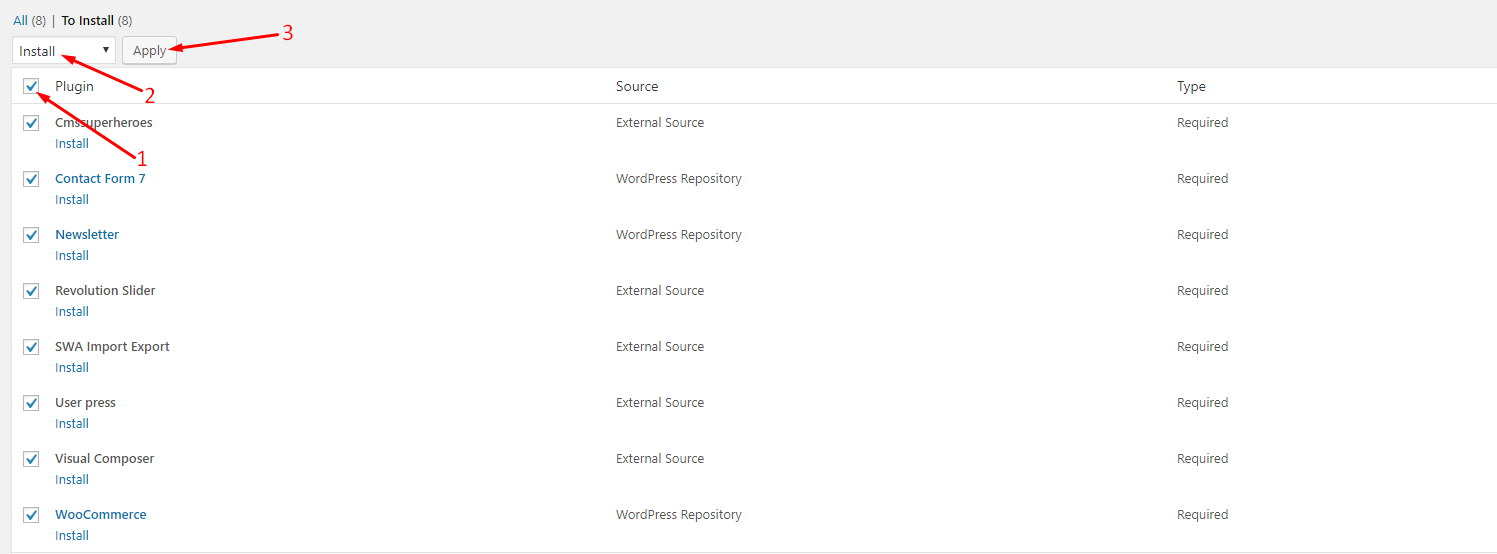 All (8) | To Install (8)
Install Apply 3
2
Plugin Source Type
Cmssuperheroes External Source Required
Install
1
Contact Form 7 WordPress Repository Required
Install
Newsletter WordPress Repository Required
Install
Revolution Slider External Source Required
Install
SWA Import Export External Source Required
Install
User press External Source Required
Install
Visual Composer External Source Required
Install
WooCommerce WordPress Repository Required
Install